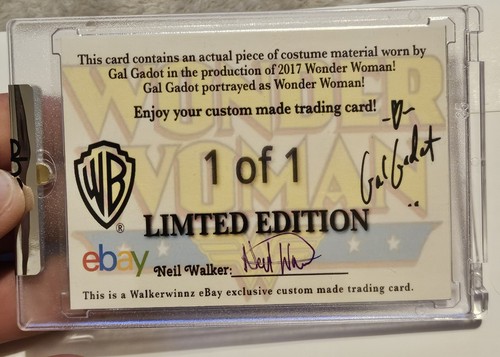 This card contains an actual piece of costume material worn by
Gal Gadot in the production of 2017 Wonder Woman!
Gal Gadot portrayed as Wonder Woman!
Enjoy your custom made trading card!
WONDER
WOMAN
1 of 1
Gal Gadot
WB
®
LIMTED EDITION
ebay
Neil Walker: Neil Wa
This is a Walkerwinnz eBay exclusive custom made trading card.